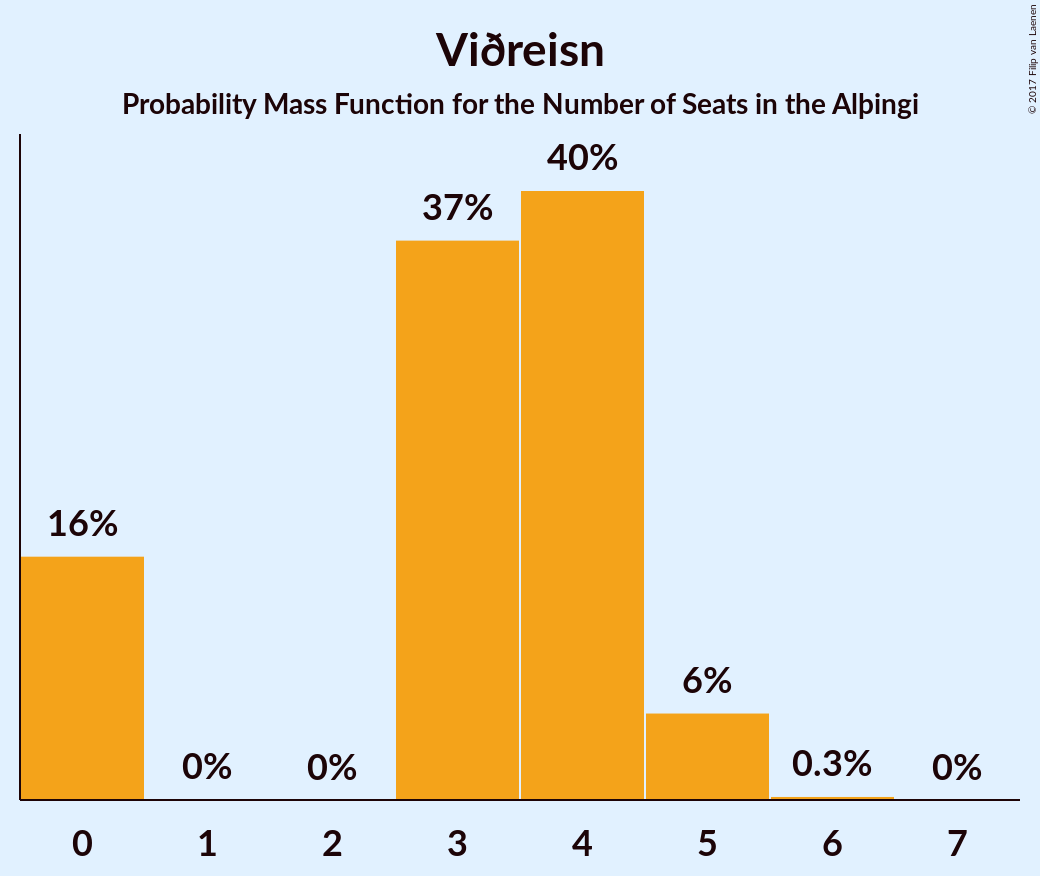 Viðreisn
Probability Mass Function for the Number of Seats in the Alþingi
© 2017 Filip van Laenen
16% 0% 0% 37% 40% 6% 0.3% 0%
0 1 2 3 4 5 6 7